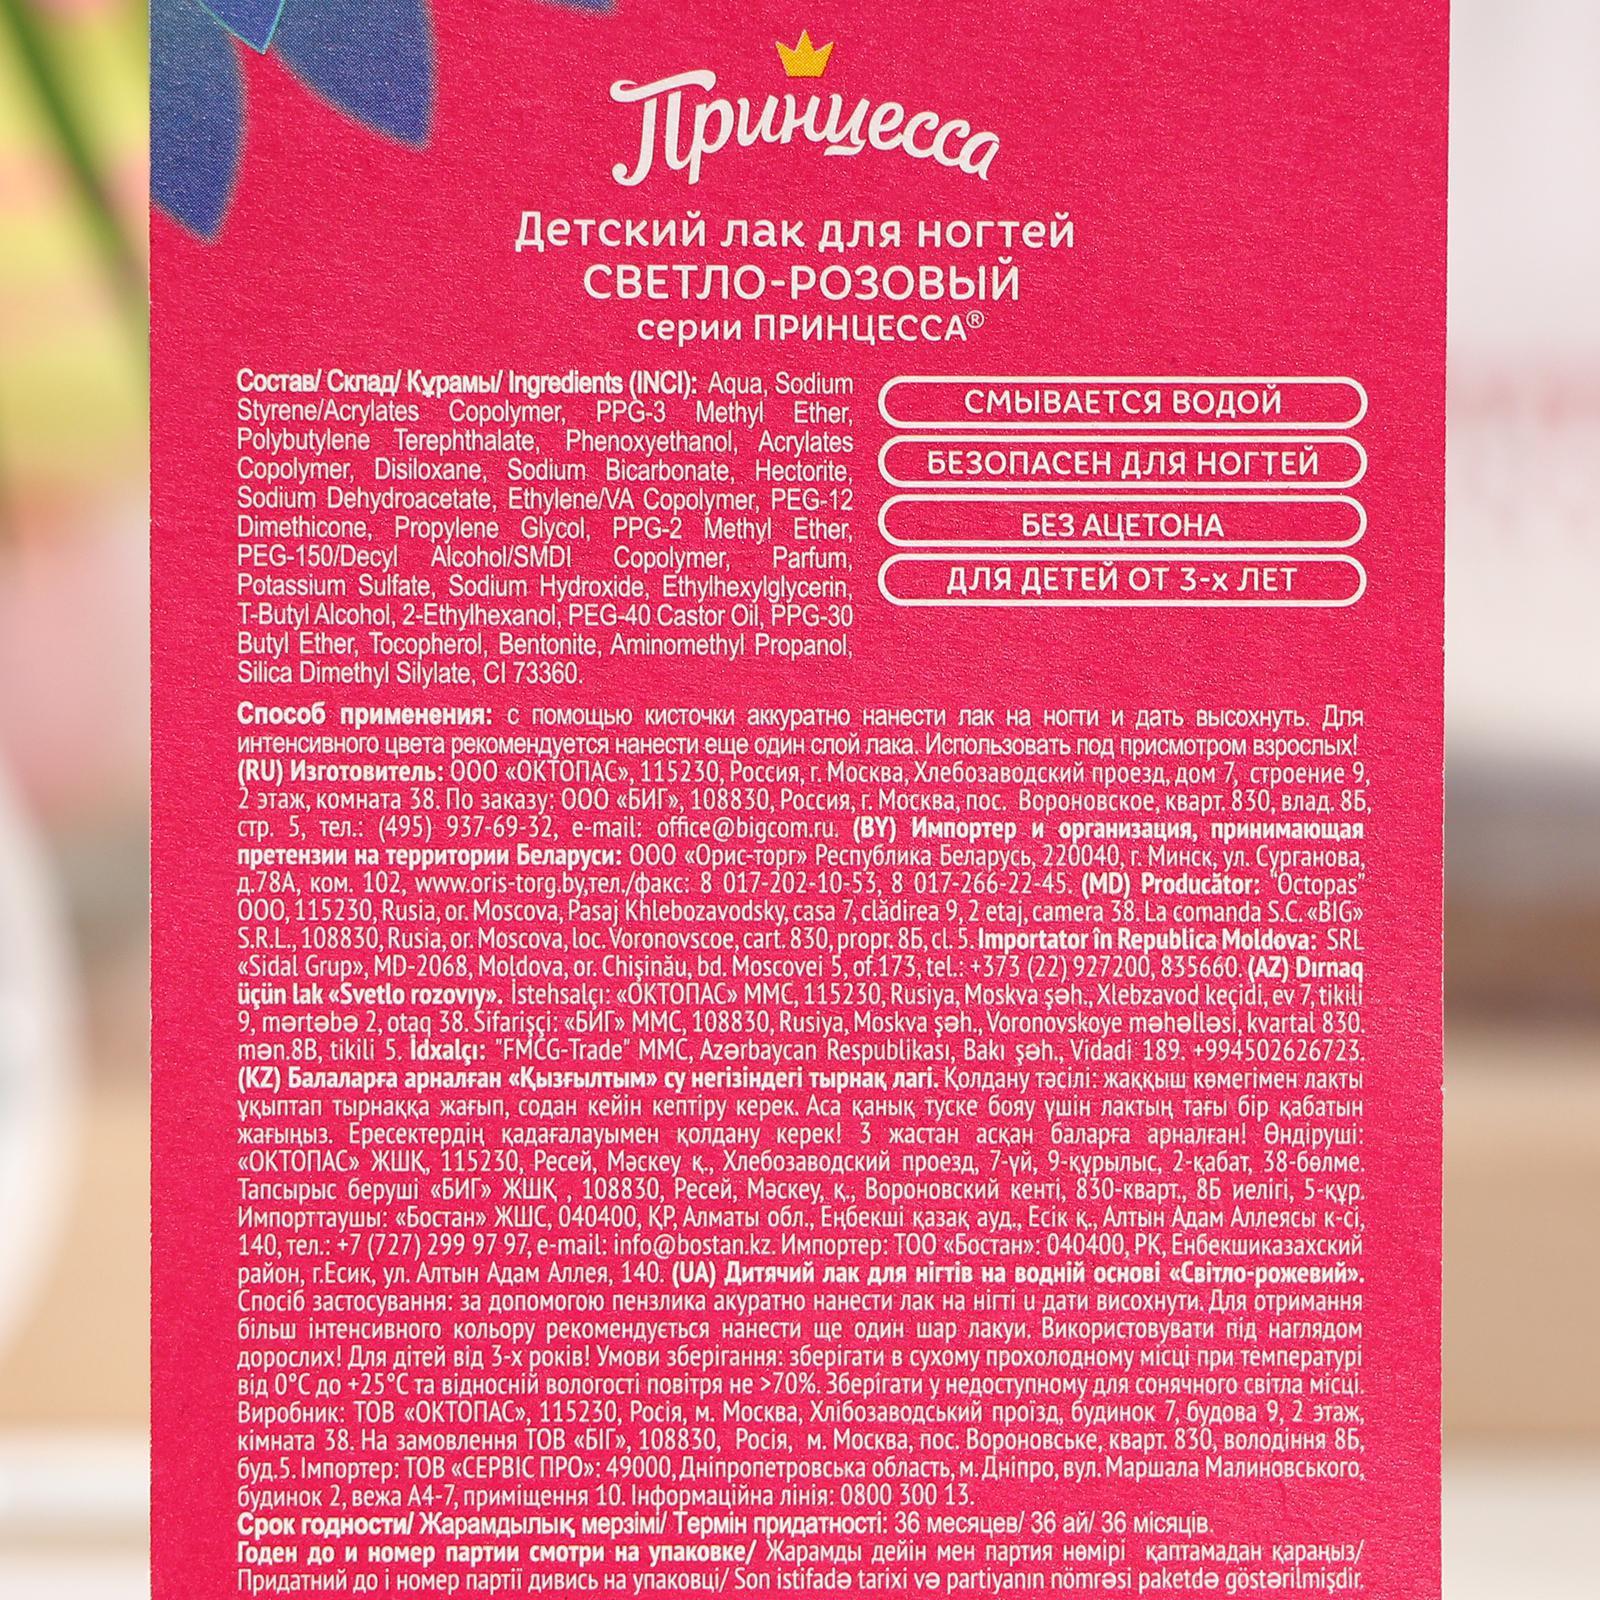 Принцесса
Детский лак для ногтей
СВЕТЛО-РОЗОВЫЙ
серии ПРИНЦЕССА®
Состав/ Склад/ Құрамы/ Ingredients (INCI): Aqua, Sodium
Styrene/Acrylates Copolymer, PPG-3 Methyl Ether,
Polybutylene Terephthalate, Phenoxyethanol, Acrylates
Copolymer, Disiloxane, Sodium Bicarbonate, Hectorite,
Sodium Dehydroacetate, Ethylene/VA Copolymer, PEG-12
Dimethicone, Propylene Glycol, PPG-2 Methyl Ether,
PEG-150/Decyl Alcohol/SMDI Copolymer, Parfum,
Potassium Sulfate, Sodium Hydroxide, Ethylhexylglycerin,
T-Butyl Alcohol, 2-Ethylhexanol, PEG-40 Castor Oil, PPG-30
Butyl Ether, Tocopherol, Bentonite, Aminomethyl Propanol,
Silica Dimethyl Silylate, CI 73360.
СМЫВАЕТСЯ ВОДОЙ
БЕЗОПАСЕН ДЛЯ НОГТЕЙ
БЕЗ АЦЕТОНА
ДЛЯ ДЕТЕЙ ОТ 3-х ЛЕТ
Способ применения: с помощью кисточки аккуратно нанести лак на ногти и дать высохнуть. Для
интенсивного цвета рекомендуется нанести еще один слой лака. Использовать под присмотром взрослых!
(RU) Изготовитель: ООО «ОКТОПАС», 115230, Россия, г. Москва, Хлебозаводский проезд, дом 7, строение 9,
2 этаж, комната 38. По заказу: ООО «БИГ», 108830, Россия, г. Москва, пос. Вороновское, кварт. 830, влад. 8Б,
стр. 5, тел.: (495) 937-69-32, e-mail: office@bigcom.ru. (BY) Импортер и организация, принимающая
претензии на территории Беларуси: ООО «Орис-торг» Республика Беларусь, 220040, г. Минск, ул. Сурганова,
д.78А, ком. 102, www.oris-torg.by,тел./факс: 8 017-202-10-53, 8 017-266-22-45. (MD) Producător: "Octopas"
ООО, 115230, Rusia, or. Moscova, Pasaj Khlebozavodsky, casa 7, clădirea 9, 2 etaj, camera 38. La comanda S.C. «BIG»
S.R.L., 108830, Rusia, or. Moscova, loc. Voronovscoe, cart. 830, propr. 8Б, cl. 5. Importator în Republica Moldova: SRL
«Sidal Grup», MD-2068, Moldova, or. Chișinău, bd. Moscovei 5, of.173, tel.: +373 (22) 927200, 835660. (AZ) Dırnaq
üçün lak «Svetlo rozovıy». İstehsalçı: «ОКТОПАС» MMC, 115230, Rusiya, Moskva şəh., Xlebzavod keçidi, ev 7, tikili
9, mərtəbə 2, otaq 38. Sifarişçi: «БИГ» MMC, 108830, Rusiya, Moskva şəh., Voronovskoye məhəlləsi, kvartal 830.
mən.8B, tikili 5. İdxalçı: "FMCG-Trade" MMC, Azərbaycan Respublikası, Bakı şəh., Vidadi 189. +994502626723.
(KZ) Балаларға арналған «Қызғылтым» су негізіндегі тырнақ лагі. Қолдану тәсілі: жаққыш көмегімен лакты
ұқыптап тырнаққа жағып, содан кейін кептіру керек. Аса қанық түске бояу үшін лактың тағы бір қабатын
жағыңыз. Ересектердің қадағалауымен қолдану керек! 3 жастан асқан баларға арналған! Өндіруші:
«ОКТОПАС» ЖШҚ, 115230, Ресей, Мәскеу қ., Хлебозаводский проезд, 7-үй, 9-құрылыс, 2-қабат, 38-бөлме.
Тапсырыс беруші «БИГ» ЖШҚ , 108830, Ресей, Мәскеу, қ., Вороновский кенті, 830-кварт., 8Б иелігі, 5-құр.
Импорттаушы: «Бостан» ЖШС, 040400, ҚР, Алматы обл., Еңбекші қазақ ауд., Есік қ., Алтын Адам Аллеясы к-сі,
140, тел.: +7 (727) 299 97 97, e-mail: info@bostan.kz. Импортер: ТОО «Бостан»: 040400, РК, Енбекшиказахский
район, г.Есик, ул. Алтын Адам Аллея, 140. (UA) Дитячий лак для нігтів на водній основі «Світло-рожевий».
Спосіб застосування: за допомогою пензлика акуратно нанести лак на нігті u дати висохнути. Для отримання
більш інтенсивного кольору рекомендується нанести ще один шар лакуи. Використовувати під наглядом
дорослих! Для дітей від 3-х років! Умови зберігання: зберігати в сухому прохолодному місці при температурі
від 0°С до +25°С та відносній вологості повітря не >70%. Зберігати у недоступному для сонячного світла місці.
Виробник: ТОВ «ОКТОПАС», 115230, Росія, м. Москва, Хлібозаводський проїзд, будинок 7, будова 9, 2 этаж,
кімната 38. На замовлення ТОВ «БІГ», 108830, Росія, м. Москва, пос. Вороновське, кварт. 830, володіння 8Б,
буд.5. Імпортер: ТОВ «СЕРВІС ПРО»: 49000, Дніпропетровська область, м. Дніпро, вул. Маршала Малиновського,
будинок 2, вежа А4-7, приміщення 10. Інформаційна лінія: 0800 300 13.
Срок годности/ Жарамдылық мерзімі/ Термін придатності: 36 месяцев/ 36 ай/ 36 місяців.
Годен до и номер партии смотри на упаковке/ Жарамды дейін мен партия нөмірі қаптамадан қараңыз/
Придатний до і номер партії дивись на упаковці/ Son istifadə tarixi və partiyanın nömrəsi paketdə göstərilmişdir.